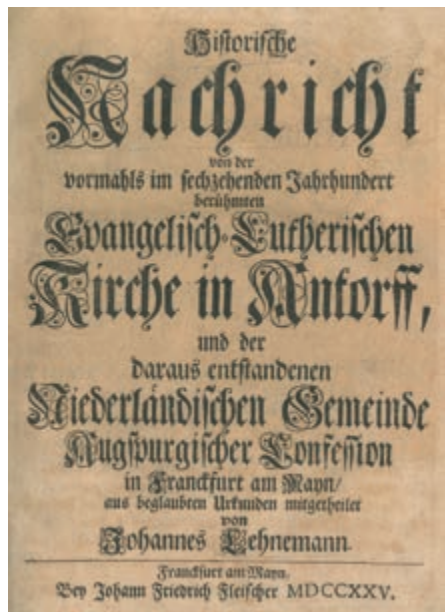 Historische
Nachricht
von der
vormahls im sechzehenden Jahrhundert
berühmten
Evangelisch-Lutherischen
Kirche in Antorff,
und der
daraus entstandenen
Niederländischen Gemeinde
Augspurgischer Confession
in Franckfurt am Mayn/
aus beglaubten Urkunden mitgetheilet
von
Johannes Lehnemann.
Franckfurt am Mayn,
Bey Johann Friedrich Fleischer MDCCXXV.